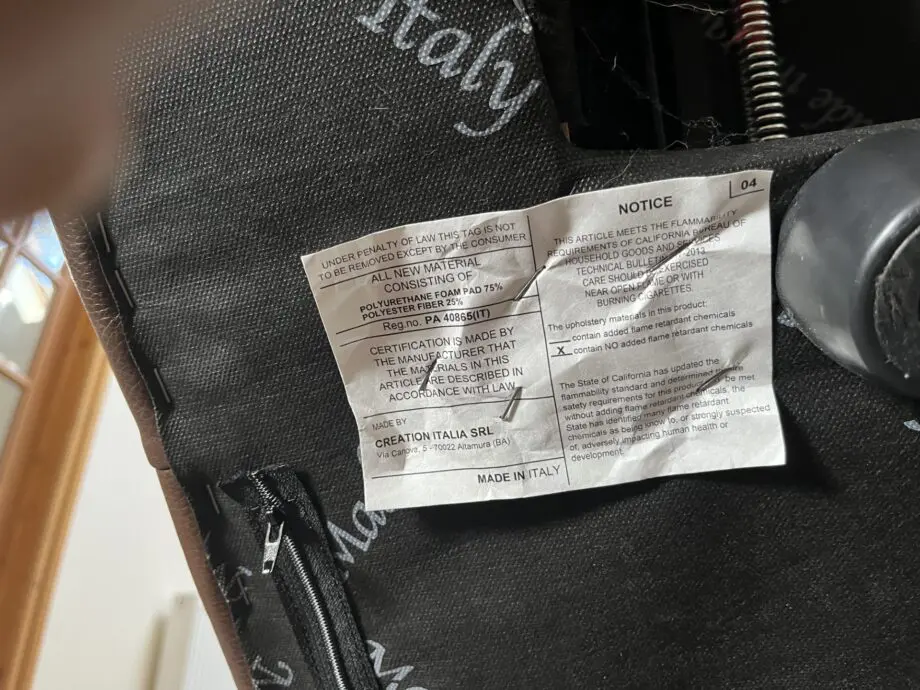 Italy
Made It
UNDER PENALTY OF LAW THIS TAG IS NOT
TO BE REMOVED EXCEPT BY THE CONSUMER
ALL NEW MATERIAL
CONSISTING OF
POLYURETHANE FOAM PAD 75%
POLYESTER FIBER 25%
Reg.no. PA 40865(IT)
CERTIFICATION IS MADE BY
THE MANUFACTURER THAT
THE MATERIALS IN THIS
ARTICLE ARE DESCRIBED IN
ACCORDANCE WITH LAW
MADE BY
CREATION ITALIA SRL
Via Canova, 5 - 70022 Altamura (BA)
MADE IN ITALY
04
NOTICE
THIS ARTICLE MEETS THE FLAMMABILITY
REQUIREMENTS OF CALIFORNIA BUREAU OF
HOUSEHOLD GOODS AND SERVICES
TECHNICAL BULLETIN 2013.
CARE SHOULD EXERCISED
NEAR OPEN FLAME OR WITH
BURNING CIGARETTES.
The upholstery materials in this product:
contain added flame retardant chemicals
X contain NO added flame retardant chemicals
The State of California has updated the
flammability standard and determined
safety requirements for this be met
without adding flame retardant chemicals, the
State has identified many flame retardant
chemicals as being know to, or strongly suspected
of, adversely impacting human health or
development.
Ma
Ma